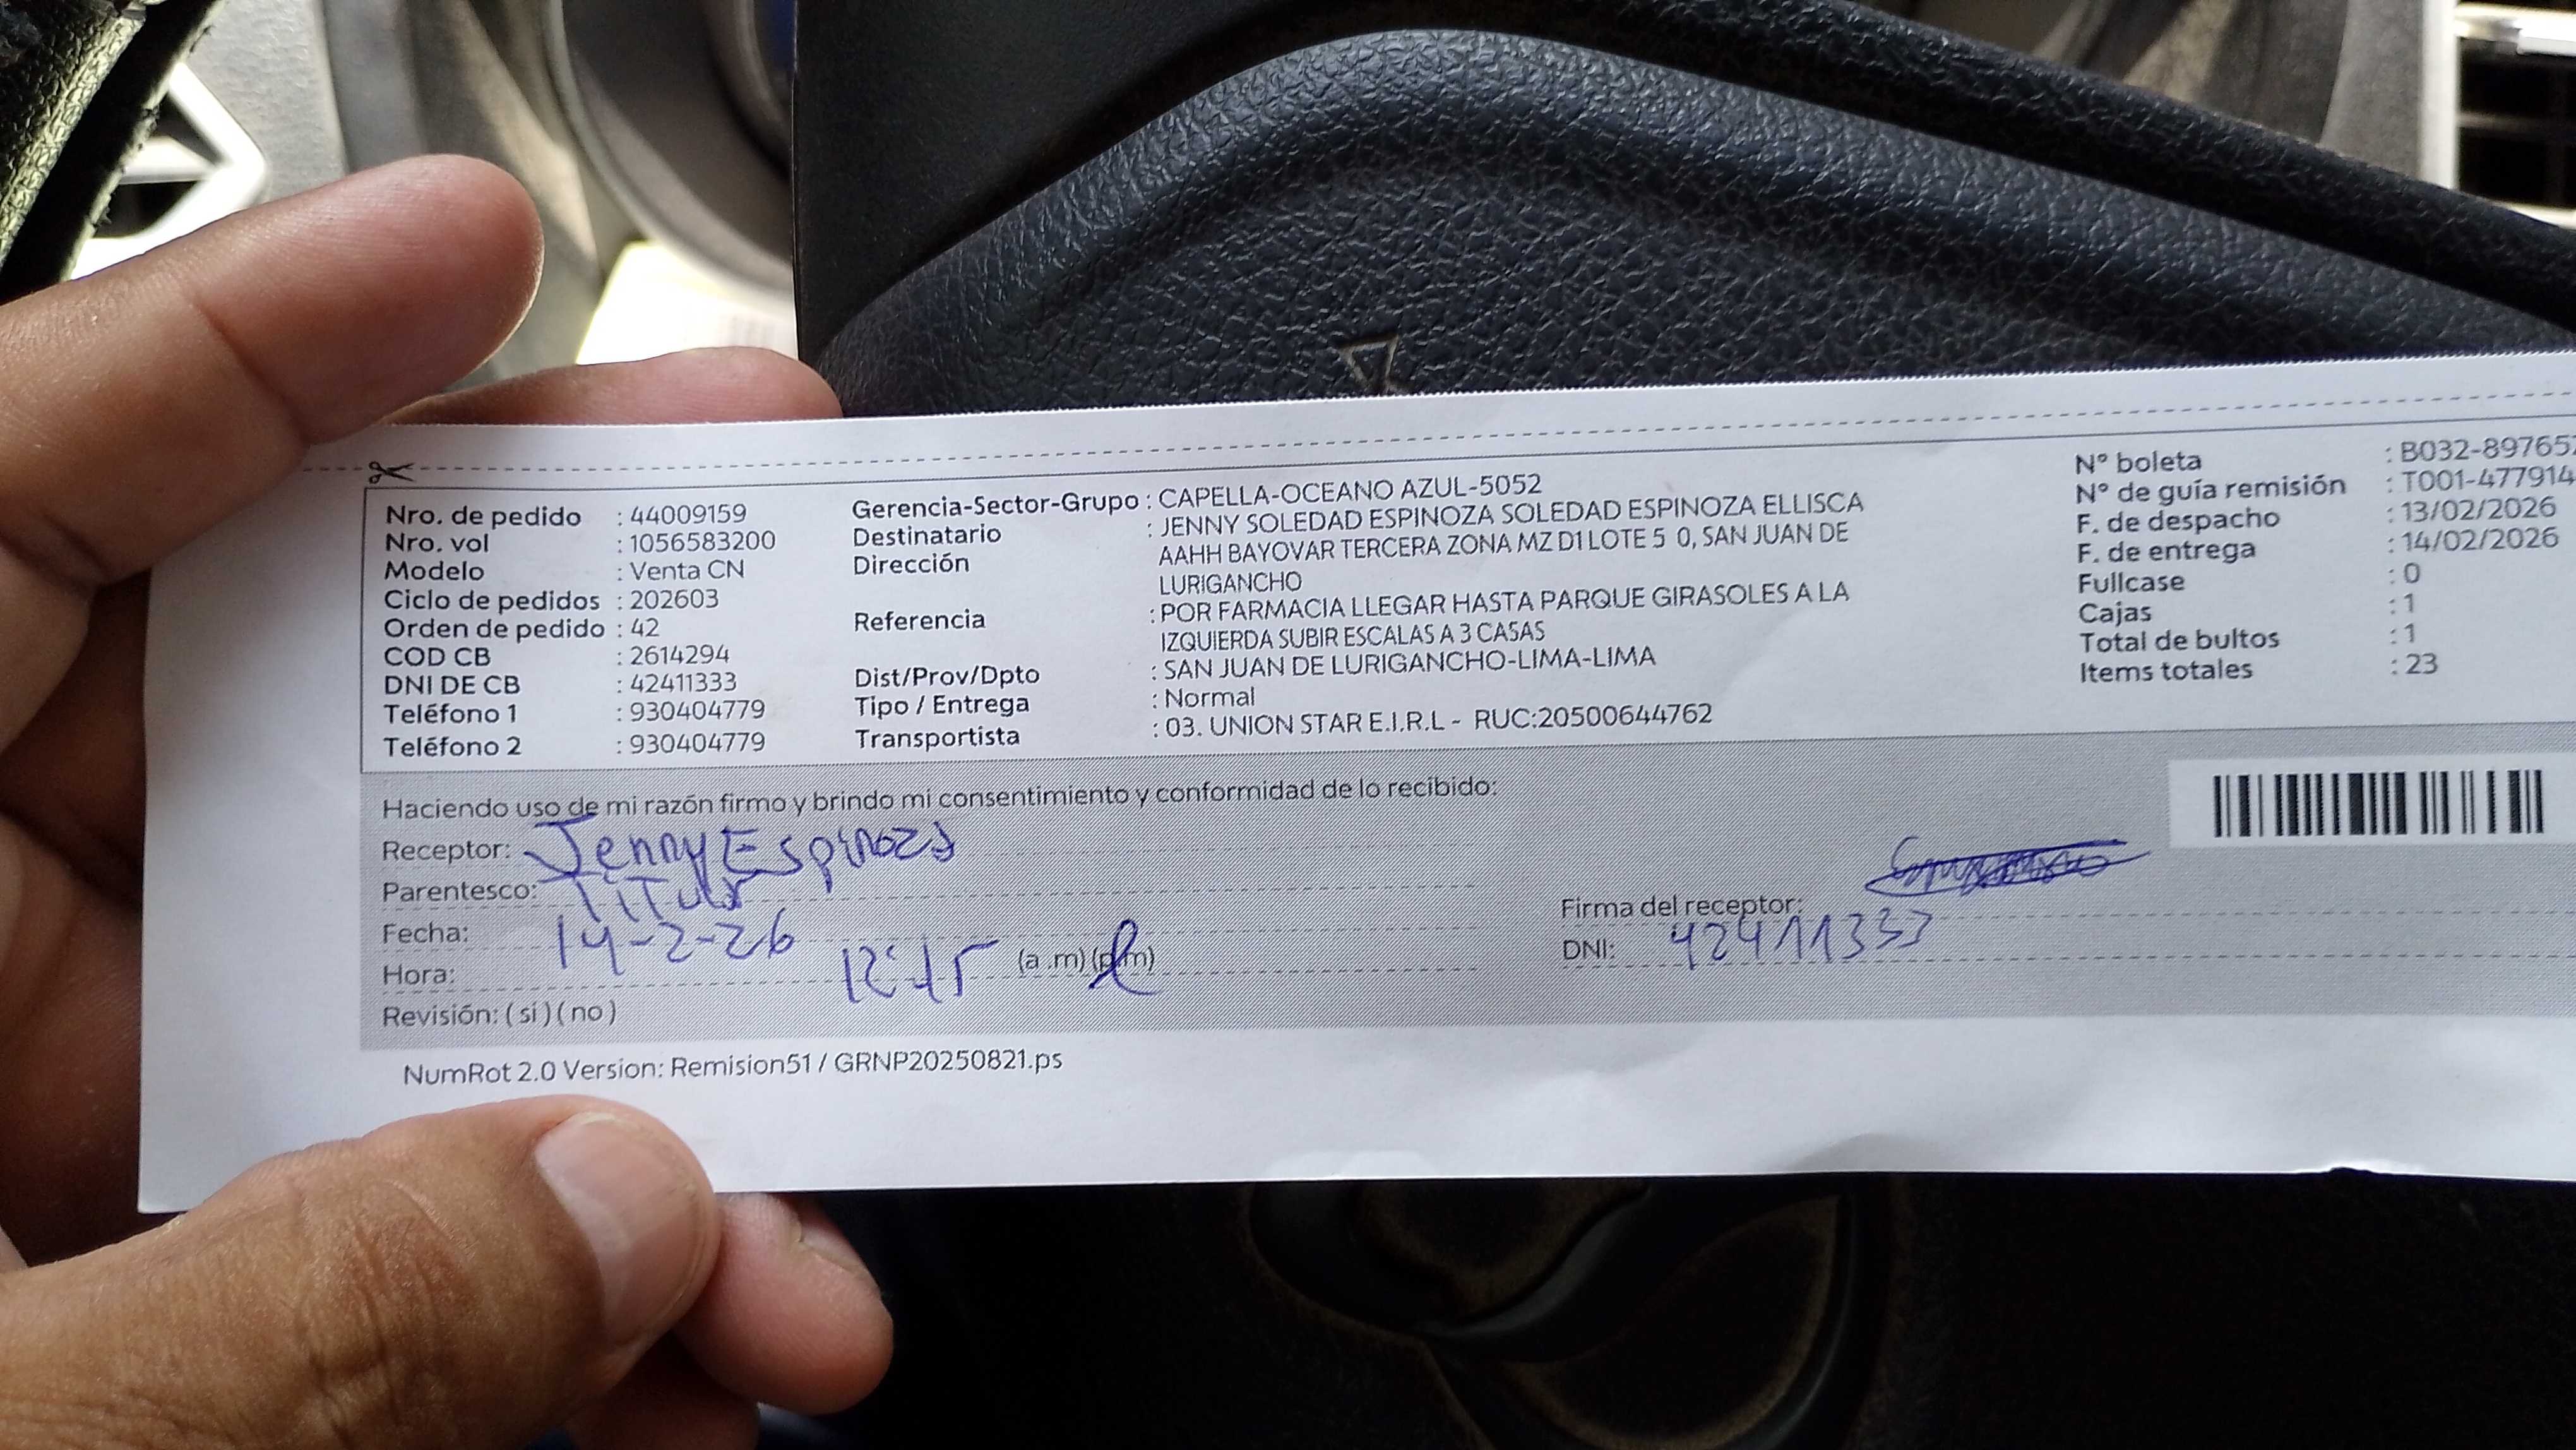 Nro. de pedido : 44009159
Nro. vol : 1056583200
Modelo : Venta CN
Ciclo de pedidos : 202603
Orden de pedido : 42
COD CB : 2614294
DNI DE CB : 42411333
Teléfono 1 : 930404779
Teléfono 2 : 930404779
Gerencia-Sector-Grupo : CAPELLA-OCEANO AZUL-5052
Destinatario : JENNY SOLEDAD ESPINOZA SOLEDAD ESPINOZA ELLISCA
Dirección AAHH BAYOVAR TERCERA ZONA MZ D1 LOTE 5 0, SAN JUAN DE
LURIGANCHO
Referencia : POR FARMACIA LLEGAR HASTA PARQUE GIRASOLES A LA
IZQUIERDA SUBIR ESCALAS A 3 CASAS
Dist/Prov/Dpto : SAN JUAN DE LURIGANCHO-LIMA-LIMA
Tipo / Entrega : Normal
Transportista : 03. UNION STAR E.I.R.L - RUC:20500644762
N° boleta : B032-89765
N° de guía remisión : T001-477914
F. de despacho : 13/02/2026
F. de entrega : 14/02/2026
Fullcase : 0
Cajas : 1
Total de bultos : 1
Items totales : 23
Haciendo uso de mi razón firmo y brindo mi consentimiento y conformidad de lo recibido:
Receptor: Jenny Espinoza
Parentesco: Titular
Fecha: 14-2-26
Hora: 12:15 (a .m) (p.m)
Revisión: ( si ) ( no )
Firma del receptor:
DNI: 42411333
NumRot 2.0 Version: Remision51 / GRNP20250821.ps